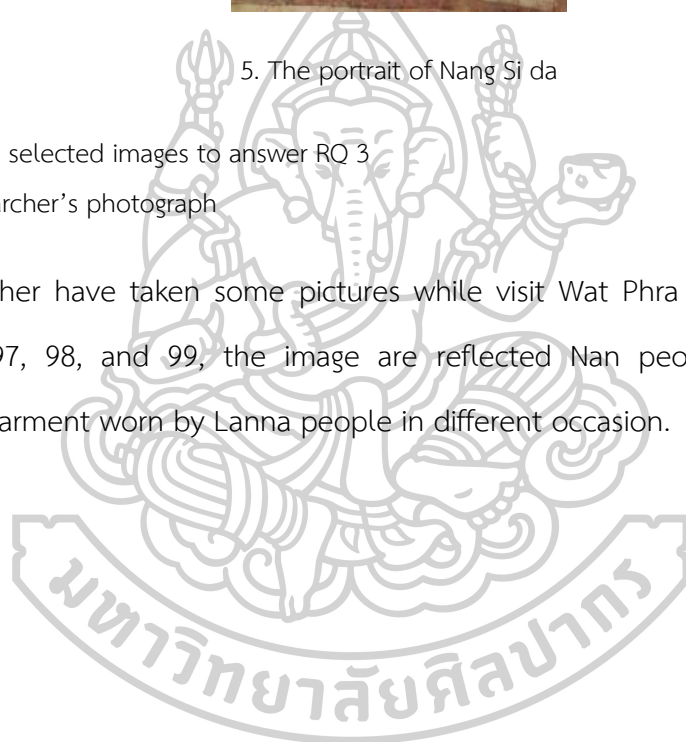 5. The portrait of Nang Si da
selected images to answer RQ 3
archer's photograph
her have taken some pictures while visit Wat Phra
97, 98, and 99, the image are reflected Nan peo
arment worn by Lanna people in different occasion.
มหาวิทยาลัยศิลปากร